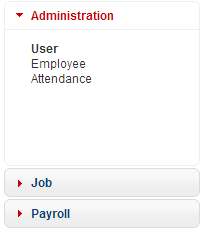 Administration
User
Employee
Attendance
Job
Payroll